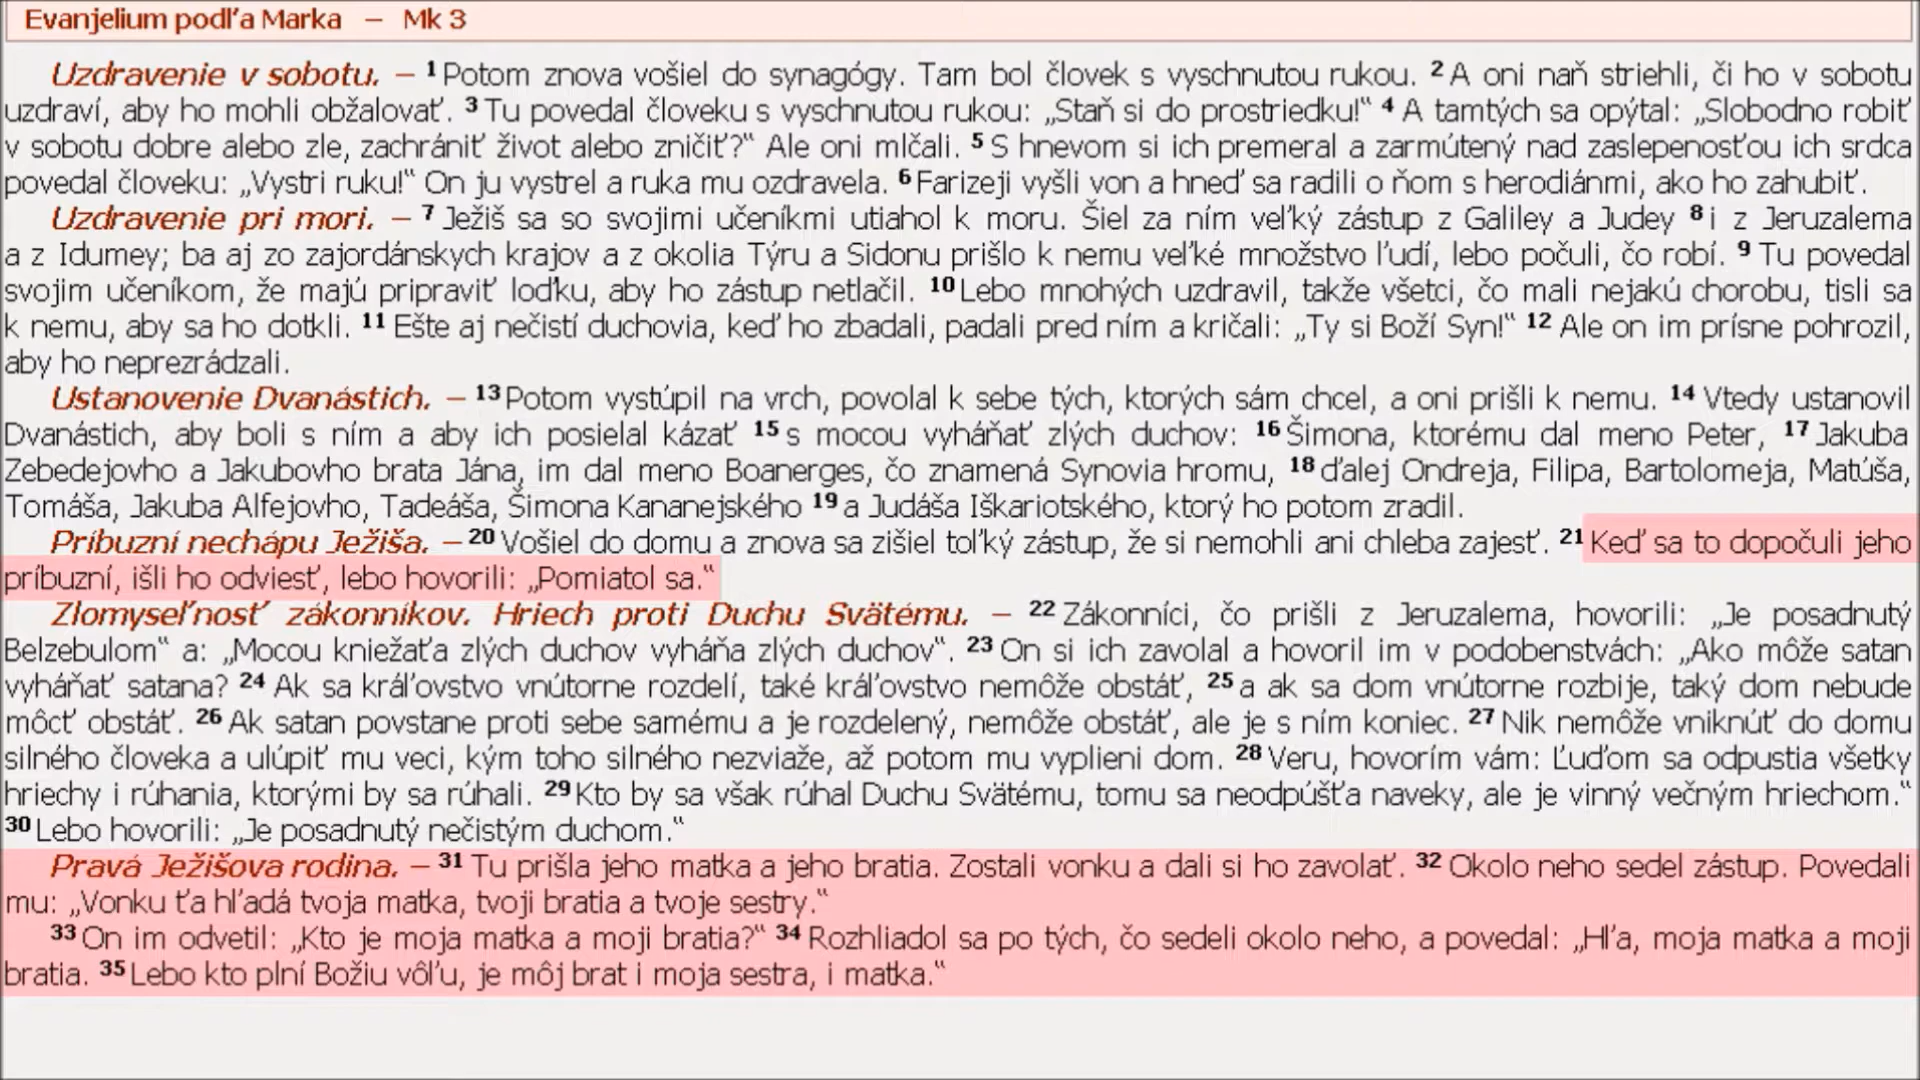 Evanjelium podľa Marka – Mk 3
Uzdravenie v sobotu. – 1 Potom znova vošiel do synagógy. Tam bol človek s vyschnutou rukou. 2 A oni naň striehli, či ho v sobotu
uzdraví, aby ho mohli obžalovať. 3 Tu povedal človeku s vyschnutou rukou: „Staň si do prostriedku!“ 4 A tamtých sa opýtal: „Slobodno robiť
v sobotu dobre alebo zle, zachrániť život alebo zničiť?“ Ale oni mlčali. 5 S hnevom si ich premeral a zarmútený nad zaslepenosťou ich srdca
povedal človeku: „Vystri ruku!“ On ju vystrel a ruka mu ozdravela. 6 Farizeji vyšli von a hneď sa radili o ňom s herodiánmi, ako ho zahubiť.
Uzdravenie pri mori. – 7 Ježiš sa so svojimi učeníkmi utiahol k moru. Šiel za ním veľký zástup z Galiley a Judey 8 i z Jeruzalema
a z Idumey; ba aj zo zajordánskych krajov a z okolia Týru a Sidonu prišlo k nemu veľké množstvo ľudí, lebo počuli, čo robí. 9 Tu povedal
svojim učeníkom, že majú pripraviť loďku, aby ho zástup netlačil. 10 Lebo mnohých uzdravil, takže všetci, čo mali nejakú chorobu, tisli sa
k nemu, aby sa ho dotkli. 11 Ešte aj nečistí duchovia, keď ho zbadali, padali pred ním a kričali: „Ty si Boží Syn!“ 12 Ale on im prísne pohrozil,
aby ho neprezrádzali.
Ustanovenie Dvanástich. – 13 Potom vystúpil na vrch, povolal k sebe tých, ktorých sám chcel, a oni prišli k nemu. 14 Vtedy ustanovil
Dvanástich, aby boli s ním a aby ich posielal kázať 15 s mocou vyháňať zlých duchov: 16 Šimona, ktorému dal meno Peter, 17 Jakuba
Zebedejovho a Jakubovho brata Jána, im dal meno Boanerges, čo znamená Synovia hromu, 18 ďalej Ondreja, Filipa, Bartolomeja, Matúša,
Tomáša, Jakuba Alfejovho, Tadeáša, Šimona Kananejského 19 a Judáša Iškariotského, ktorý ho potom zradil.
Príbuzní nechápu Ježiša. – 20 Vošiel do domu a znova sa zišiel toľký zástup, že si nemohli ani chleba zajesť. 21 Keď sa to dopočuli jeho
príbuzní, išli ho odviesť, lebo hovorili: „Pomiatol sa.“
Zlomyseľnosť zákonníkov. Hriech proti Duchu Svätému. – 22 Zákonníci, čo prišli z Jeruzalema, hovorili: „Je posadnutý
Belzebulom“ a: „Mocou kniežaťa zlých duchov vyháňa zlých duchov“. 23 On si ich zavolal a hovoril im v podobenstvách: „Ako môže satan
vyháňať satana? 24 Ak sa kráľovstvo vnútorne rozdelí, také kráľovstvo nemôže obstáť, 25 a ak sa dom vnútorne rozbije, taký dom nebude
môcť obstáť. 26 Ak satan povstane proti sebe samému a je rozdelený, nemôže obstáť, ale je s ním koniec. 27 Nik nemôže vniknúť do domu
silného človeka a ulúpiť mu veci, kým toho silného nezviaže, až potom mu vyplieni dom. 28 Veru, hovorím vám: Ľuďom sa odpustia všetky
hriechy i rúhania, ktorými by sa rúhali. 29 Kto by sa však rúhal Duchu Svätému, tomu sa neodpúšťa naveky, ale je vinný večným hriechom.“
30 Lebo hovorili: „Je posadnutý nečistým duchom.“
Pravá Ježišova rodina. – 31 Tu prišla jeho matka a jeho bratia. Zostali vonku a dali si ho zavolať. 32 Okolo neho sedel zástup. Povedali
mu: „Vonku ťa hľadá tvoja matka, tvoji bratia a tvoje sestry.“
33 On im odvetil: „Kto je moja matka a moji bratia?“ 34 Rozhliadol sa po tých, čo sedeli okolo neho, a povedal: „Hľa, moja matka a moji
bratia. 35 Lebo kto plní Božiu vôľu, je môj brat i moja sestra, i matka.“